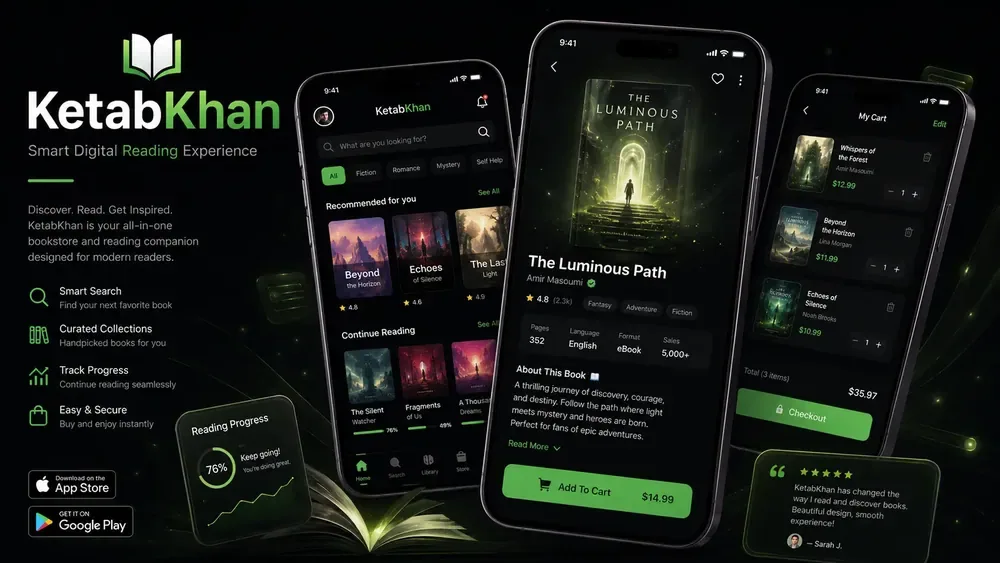 KetabKhan
Smart Digital Reading Experience
Discover. Read. Get Inspired.
KetabKhan is your all-in-one
bookstore and reading companion
designed for modern readers.
Smart Search
Find your next favorite book
Curated Collections
Handpicked books for you
Track Progress
Continue reading seamlessly
Easy & Secure
Buy and enjoy instantly
Download on the
App Store
GET IT ON
Google Play
Reading Progress
76%
Keep going!
You're doing great.
9:41
KetabKhan
What are you looking for?
All Fiction Romance Mystery Self Help
Recommended for you See All
Beyond
the Horizon
4.8
Echoes
of Silence
4.6
The Las
Light
4.9
Continue Reading See All
The Silent
Watcher
76%
Fragments
of Us
49%
A Thousa
Dreams
Home Search Library Store
9:41
THE
LUMINOUS
PATH
The Luminous Path
Amir Masoumi
4.8 (2.3k) Fantasy Adventure Fiction
Pages Language Format Sales
352 English eBook 5,000+
About This Book
A thrilling journey of discovery, courage,
and destiny. Follow the path where light
meets mystery and heroes are born.
Perfect for fans of epic adventures.
Read More
Add To Cart $14.99
9:41
My Cart Edit
Whispers of
the Forest
Amir Masoumi
$12.99
− 1 +
Beyond
the Horizon
Lina Morgan
$11.99
− 1 +
Echoes of
Silence
Noah Brooks
$10.99
− 1 +
Total (3 items) $35.97
Checkout
KetabKhan has changed the
way I read and discover books.
Beautiful design, smooth
experience!
— Sarah J.